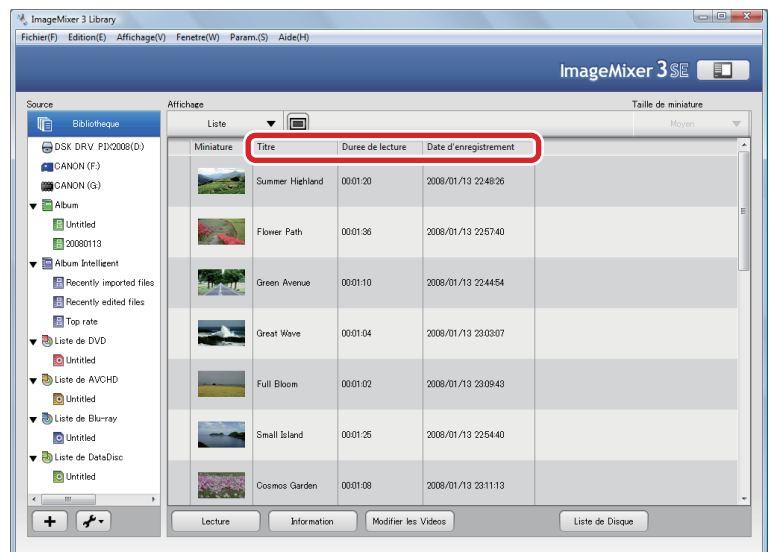 ImageMixer 3 Library
Fichier(F) Edition(E) Affichage(V) Fenetre(W) Param.(S) Aide(H)
ImageMixer 3 SE
Source
Affichage
Taille de miniature
Bibliotheque
Liste
Moyen
DSK DRV PIX2008(D:)
CANON (F:)
CANON (G:)
Album
Untitled
20080113
Album Intelligent
Recently imported files
Recently edited files
Top rate
Liste de DVD
Untitled
Liste de AVCHD
Untitled
Liste de Blu-ray
Untitled
Liste de DataDisc
Untitled
Miniature Titre Duree de lecture Date d'enregistrement
Summer Highland 00:01:20 2008/01/13 22:48:26
Flower Path 00:01:36 2008/01/13 22:57:40
Green Avenue 00:01:10 2008/01/13 22:44:54
Great Wave 00:01:04 2008/01/13 23:03:07
Full Bloom 00:01:02 2008/01/13 23:09:43
Small Island 00:01:25 2008/01/13 22:54:40
Cosmos Garden 00:01:08 2008/01/13 23:11:13
Lecture Information Modifier les Videos Liste de Disque